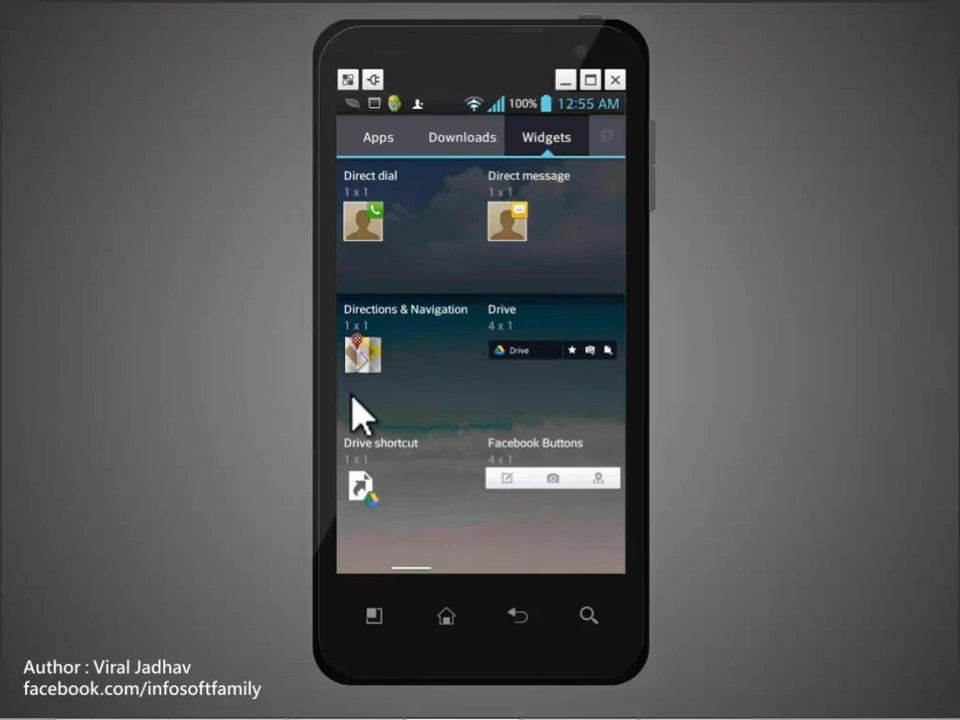 100% 12:55 AM
Apps Downloads Widgets
Direct dial Direct message
1 x 1 1 x 1
Directions & Navigation Drive
1 x 1 4 x 1
Drive
Drive shortcut Facebook Buttons
1 x 1 4 x 1
Author : Viral Jadhav
facebook.com/infosoftfamily